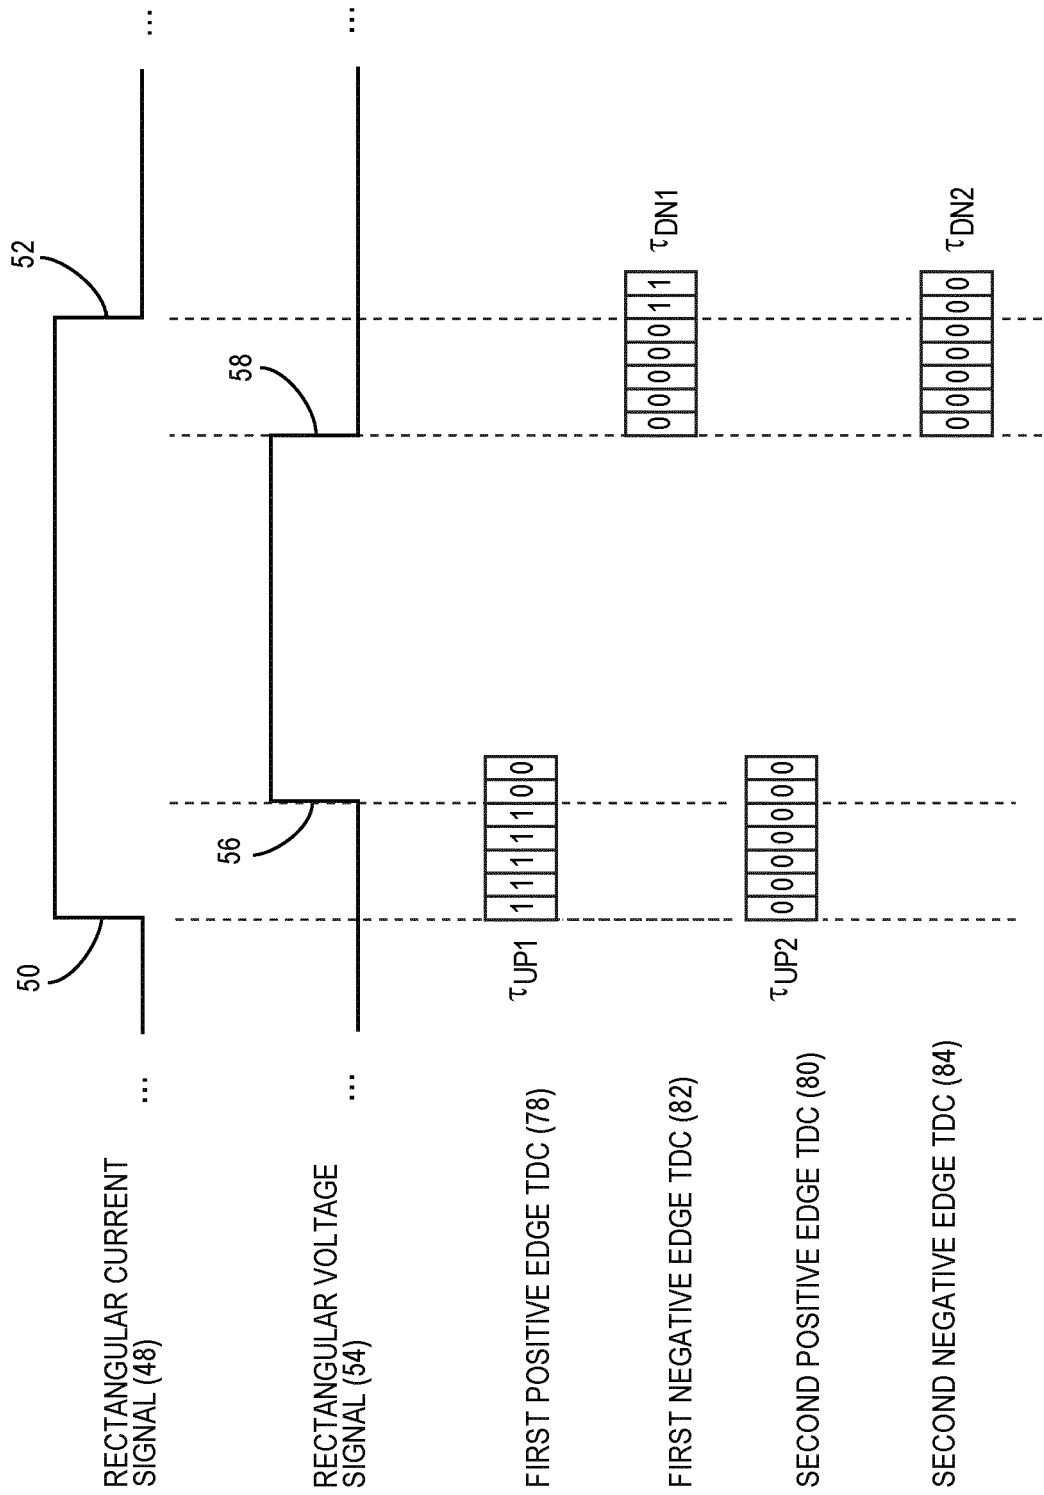 RECTANGULAR CURRENT
SIGNAL (48)
...
50
52
...
RECTANGULAR VOLTAGE
SIGNAL (54)
...
56
58
...
FIRST POSITIVE EDGE TDC (78)
τUP1
1 1 1 1 1 0 0
FIRST NEGATIVE EDGE TDC (82)
0 0 0 0 0 1 1
τDN1
SECOND POSITIVE EDGE TDC (80)
τUP2
0 0 0 0 0 0 0
SECOND NEGATIVE EDGE TDC (84)
0 0 0 0 0 0 0
τDN2